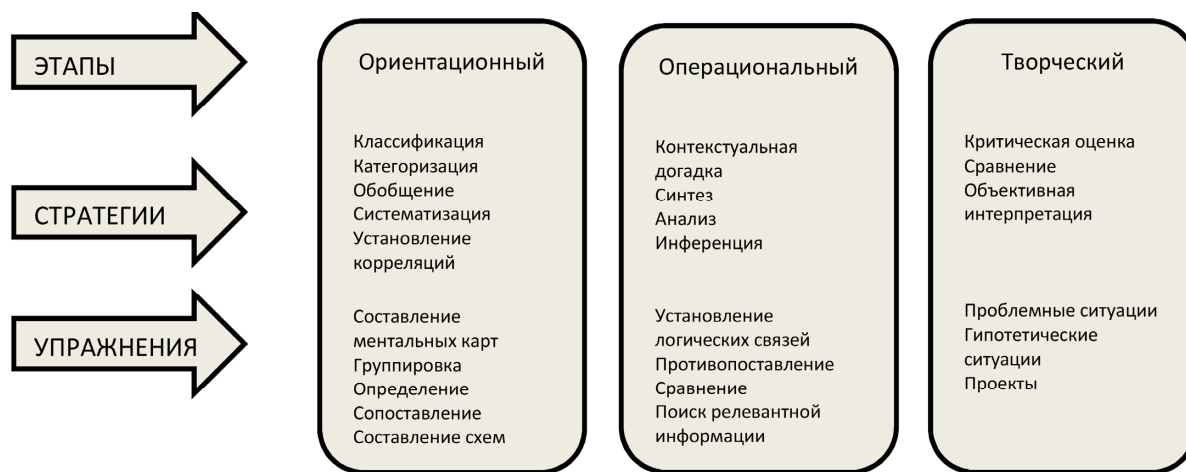 ЭТАПЫ
Ориентационный
Операциональный
Творческий
СТРАТЕГИИ
Классификация
Категоризация
Обобщение
Систематизация
Установление
корреляций
Контекстуальная
догадка
Синтез
Анализ
Инференция
Критическая оценка
Сравнение
Объективная
интерпретация
УПРАЖНЕНИЯ
Составление
ментальных карт
Группировка
Определение
Сопоставление
Составление схем
Установление
логических связей
Противопоставление
Сравнение
Поиск релевантной
информации
Проблемные ситуации
Гипотетические
ситуации
Проекты